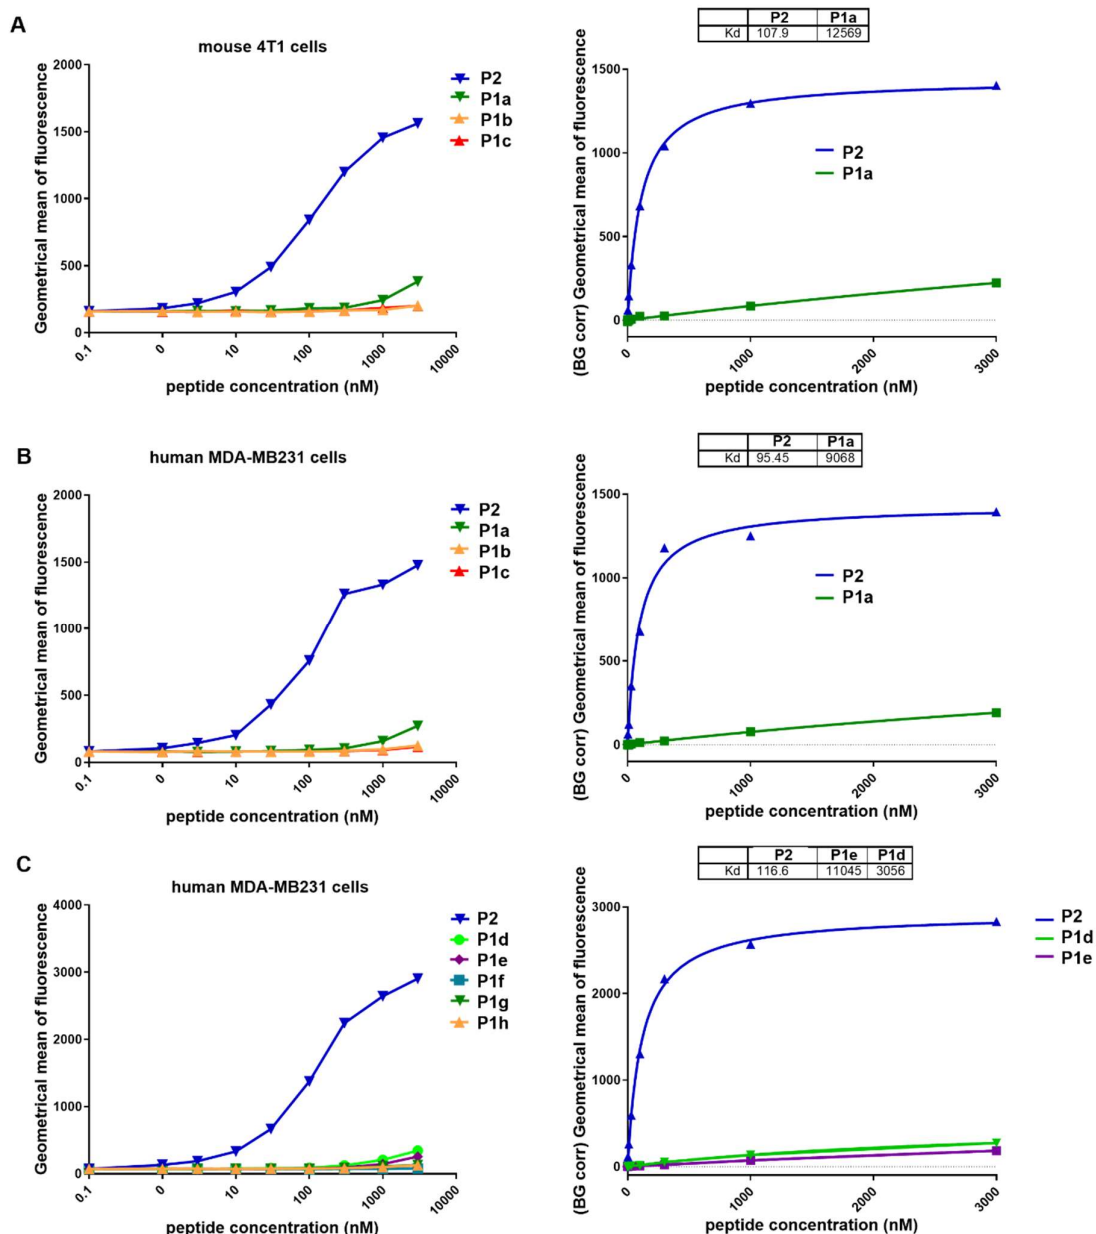 A
mouse 4T1 cells
Geometrical mean of fluorescence
2000
1500
1000
500
0
0.1
0
10
100
1000
10000
peptide concentration (nM)
P2
P1a
P1b
P1c
P2 P1a
Kd 107.9 12569
(BG corr) Geometrical mean of fluorescence
1500
1000
500
0
0
1000
2000
3000
peptide concentration (nM)
P2
P1a
B
human MDA-MB231 cells
Geometrical mean of fluorescence
2000
1500
1000
500
0
0.1
0
10
100
1000
10000
peptide concentration (nM)
P2
P1a
P1b
P1c
P2 P1a
Kd 95.45 9068
(BG corr) Geometrical mean of fluorescence
1500
1000
500
0
0
1000
2000
3000
peptide concentration (nM)
P2
P1a
C
human MDA-MB231 cells
Geometrical mean of fluorescence
4000
3000
2000
1000
0
0.1
0
10
100
1000
10000
peptide concentration (nM)
P2
P1d
P1e
P1f
P1g
P1h
P2 P1e P1d
Kd 116.6 11045 3056
(BG corr) Geometrical mean of fluorescence
3000
2000
1000
0
0
1000
2000
3000
peptide concentration (nM)
P2
P1d
P1e